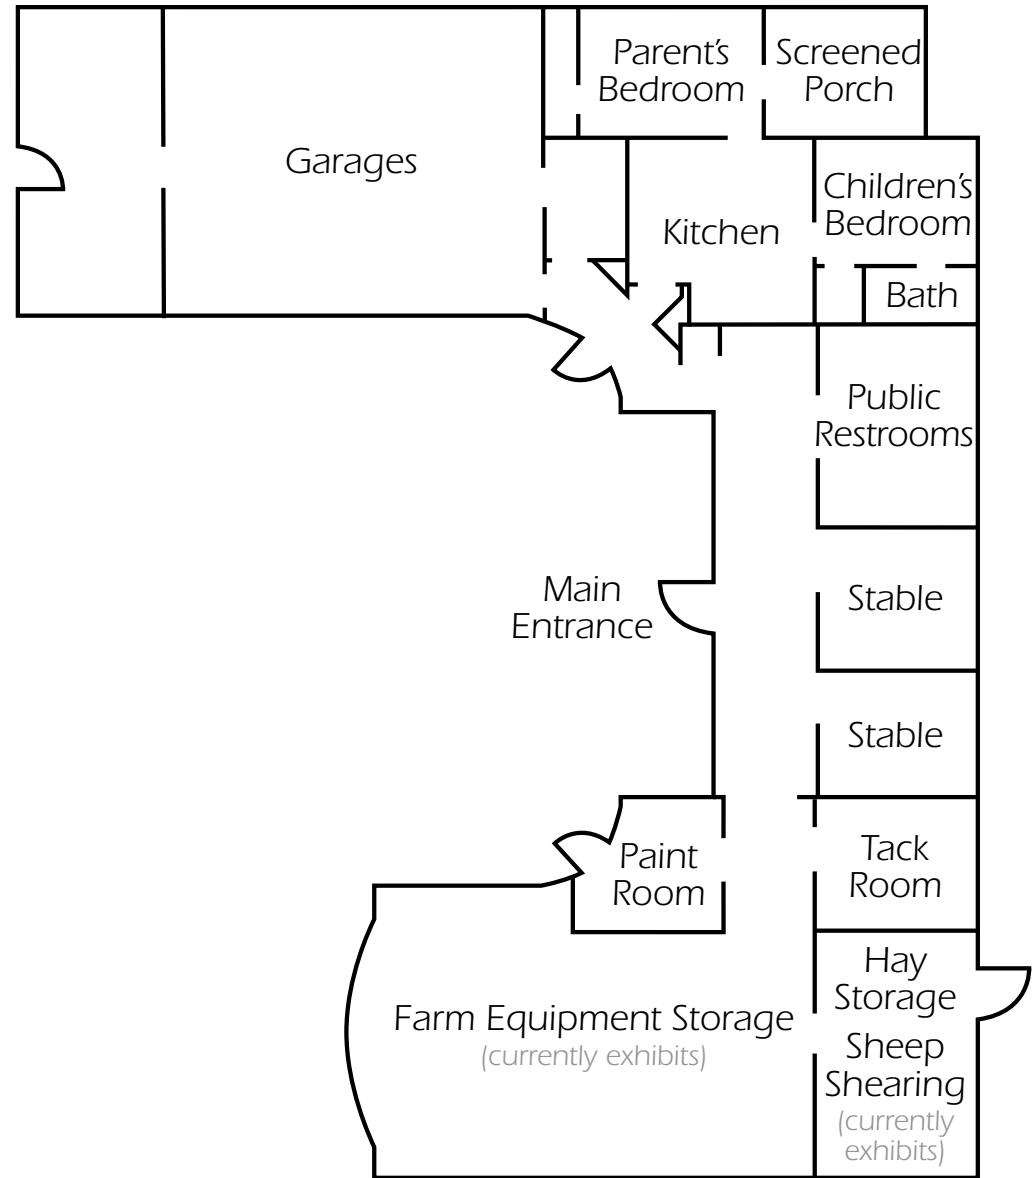 Parent's
Bedroom
Screened
Porch
Garages
Children's
Bedroom
Kitchen
Bath
Public
Restrooms
Main
Entrance
Stable
Stable
Paint
Room
Tack
Room
Hay
Storage
Farm Equipment Storage
(currently exhibits)
Sheep
Shearing
(currently
exhibits)